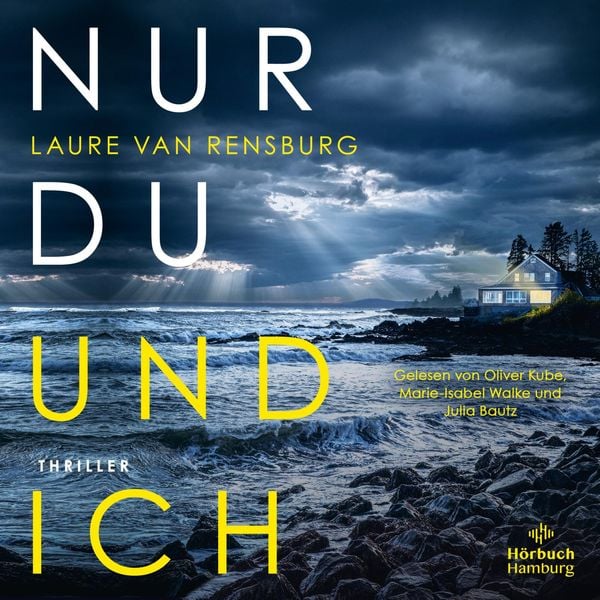 NUR
LAURE VAN RENSBURG
DU
UND
Gelesen von Oliver Kube,
Marie-Isabel Walke und
Julia Bautz
THRILLER
ICH
Hörbuch
Hamburg